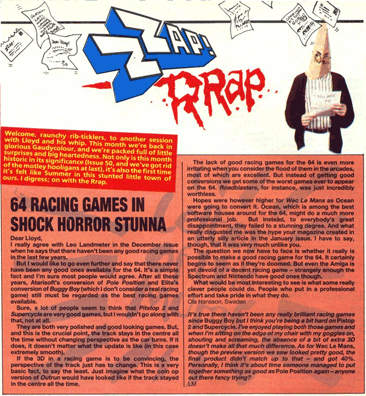 ZZAP!
RRAP
Welcome, raunchy rib-ticklers, to another session
with Lloyd and his whip. This month we're back in
glorious Gaudycolour, and we're packed full of little
surprises and big heartedness. Not only is this month
historic in its significance (Issue 50, and we've got rid
of the motley hooligans at last), it's also the first time
it's felt like Summer in this stunted little town of
ours. I digress; on with the Rrap.
64 RACING GAMES IN
SHOCK HORROR STUNNA
Dear Lloyd,
I really agree with Leo Landmeter in the December issue
when he says that there haven't been any good racing games
in the last few years.
But I would like to go even further and say that there never
have been any good ones available for the 64. It's a simple
fact and I'm sure most people would agree. After all these
years, Atarisoft's conversion of Pole Position and Elite's
conversion of Buggy Boy (which I don't consider a real racing
game) still must be regarded as the best racing games
available.
Sure, a lot of people seem to think that Pitstop 2 and
Supercycle are very good games, but I wouldn't go along with
that, not at all.
They are both very polished and good looking games. But,
and this is the crucial point, the track stays in the centre all
the time without changing perspective as the car turns. If it
does, it doesn't matter what the update is like (in this case
extremely smooth).
If the 3D in a racing game is to be convincing, the
perspective of the track just has to change. This is a very
basic fact, to say the least. Just imagine what the coin op
version of Outrun would have looked like if the track stayed
in the centre all the time.
The lack of good racing games for the 64 is even more
irritating when you consider the flood of them in the arcades,
most of which are excellent. But instead of getting good
conversions we get some of the worst games ever to appear
on the 64. Roadblasters, for instance, was just incredibly
worthless.
Hopes were however higher for Wec Le Mans as Ocean
were going to convert it. Ocean, which is among the best
software houses around for the 64, might do a much more
professional job. But instead, to everybody's great
disappointment, they failed to a stunning degree. And what
really disgusted me was the hype your magazine created in
an utterly silly article in the January issue. I have to say,
though, that it was very much unlike you.
The question we now have to face is whether it really is
possible to make a good racing game for the 64. It certainly
begins to seem as if they're doomed. But even the Amiga is
yet devoid of a decent racing game – strangely enough the
Spectrum and Nintendo have good ones though.
What would be most interesting to see is what some really
clever people could do. People who put in a professional
effort and take pride in what they do.
Ola Hansson, Sweden
It's true there haven't been any really brilliant racing games
since Buggy Boy but I think you're being a bit hard on Pitstop
2 and Supercycle. I've enjoyed playing both those games and
when I'm sitting on the edge of my chair with my goggles on,
shouting and screaming, the absence of a bit of extra 3D
doesn't make all that much difference. As for Wec Le Mans,
though the preview version we saw looked pretty good, the
final product didn't match up to that – and got 40%.
Personally, I think it's about time someone managed to put
together something as good as Pole Position again – anyone
out there fancy trying?
LM